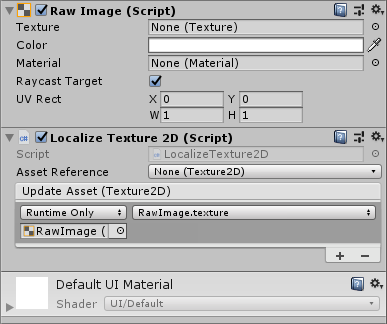 Raw Image (Script)
Texture None (Texture)
Color
Material None (Material)
Raycast Target
UV Rect X 0 Y 0
W 1 H 1
Localize Texture 2D (Script)
Script LocalizeTexture2D
Asset Reference None (Texture2D)
Update Asset (Texture2D)
Runtime Only RawImage.texture
RawImage (
Default UI Material
Shader UI/Default